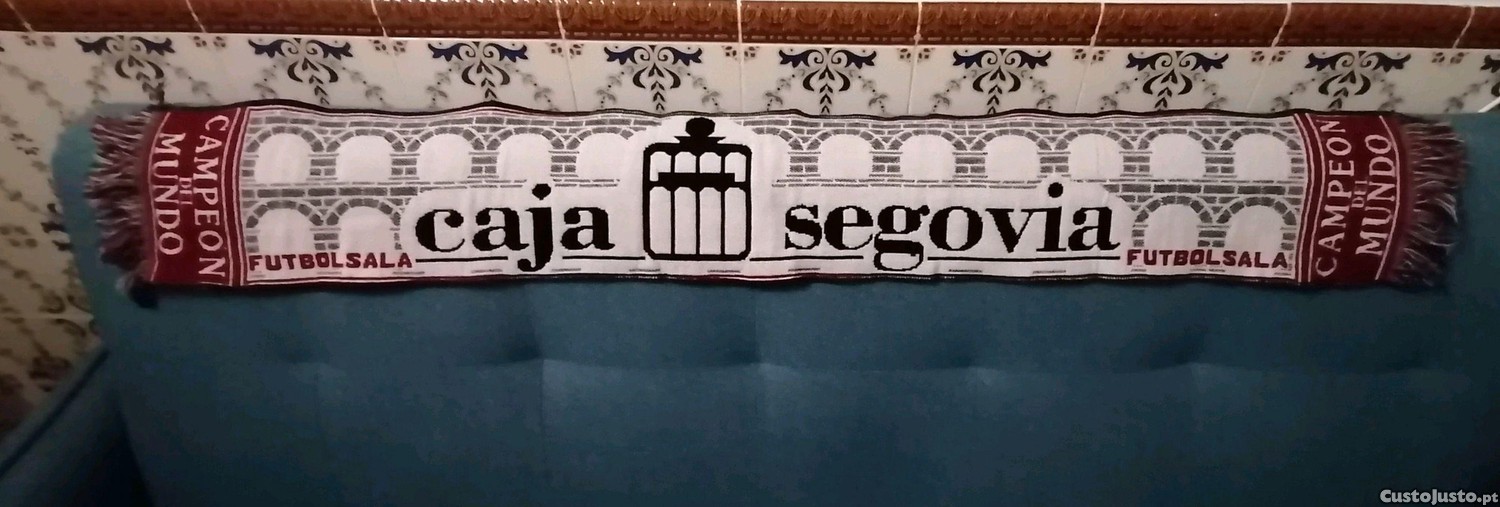 CAMPEON
DEL
MUNDO
caja segovia
FUTBOLSALA
FUTBOLSALA
CAMPEON
DEL
MUNDO
CustoJusto.pt